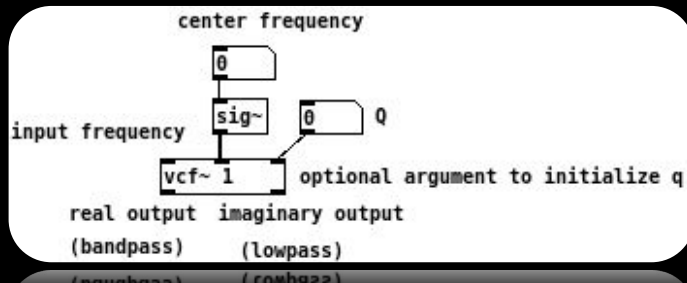 center frequency
0
sig~
0
Q
input frequency
vcf~ 1
optional argument to initialize q
real output
imaginary output
(bandpass)
(lowpass)